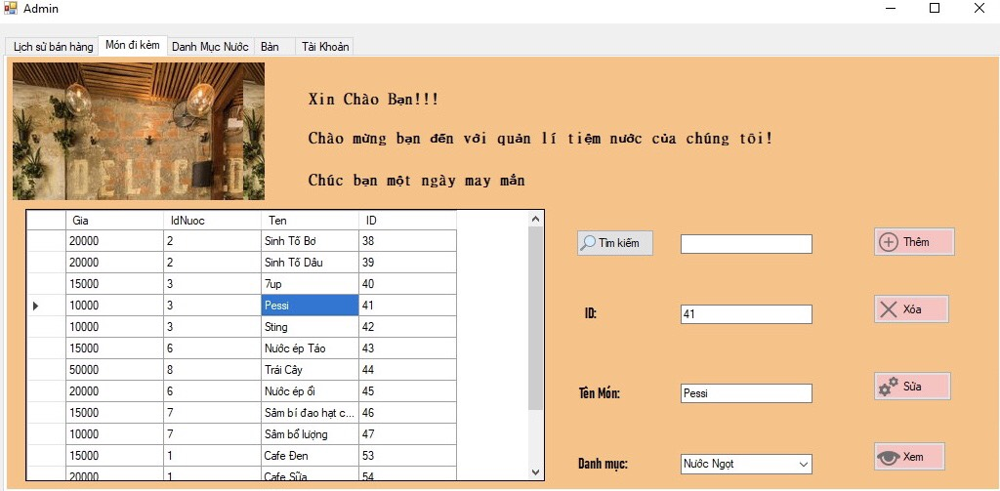 Admin
Lịch sử bán hàng Món đi kèm Danh Mục Nước Bàn Tài Khoản
Xin Chào Bạn!!!
Chào mừng bạn đến với quản lí tiệm nước của chúng tôi!
Chúc bạn một ngày may mắn
DELIC D
Gia IdNuoc Ten ID
20000 2 Sinh Tố Bơ 38
20000 2 Sinh Tố Dâu 39
15000 3 7up 40
10000 3 Pessi 41
10000 3 Sting 42
15000 6 Nước ép Táo 43
50000 8 Trái Cây 44
20000 6 Nước ép ổi 45
15000 7 Sâm bí đao hạt c... 46
10000 7 Sâm bổ lượng 47
15000 1 Cafe Đen 53
20000 1 Cafe Sữa 54
Tìm kiếm Thêm
ID: 41 Xóa
Tên Món: Pessi Sửa
Danh mục: Nước Ngọt Xem